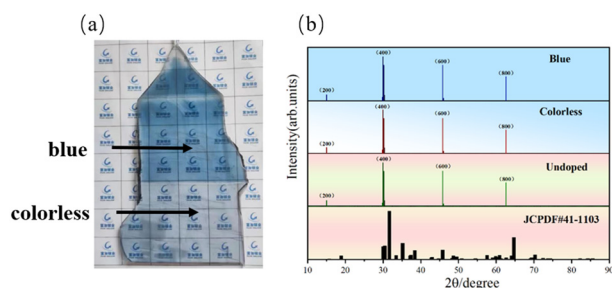 (a)
blue
colorless
(b)
Intensity(arb.units)
(200)
(400)
(600)
(800)
Blue
(200)
(400)
(600)
(800)
Colorless
(200)
(400)
(600)
(800)
Undoped
JCPDF#41-1103
10 20 30 40 50 60 70 80 90
2θ/degree